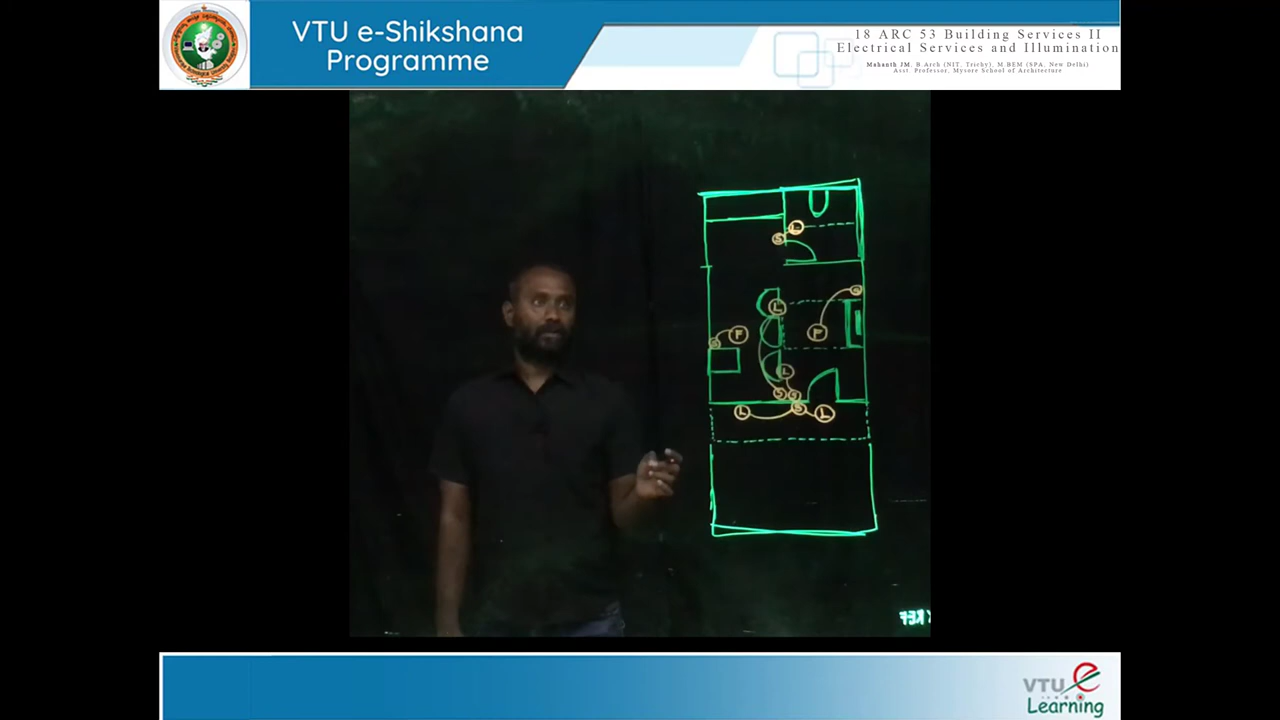 VTU e-Shikshana
Programme
18 ARC 53 Building Services II
Electrical Services and Illumination
Mahanth JM, B Arch (NIT, Trichy), M BEM (SPA, New Delhi)
Asst. Professor, Mysore School of Architecture
L
S
S
L
F
F
S
L
S
S
L
S
L
VTU
e
Learning